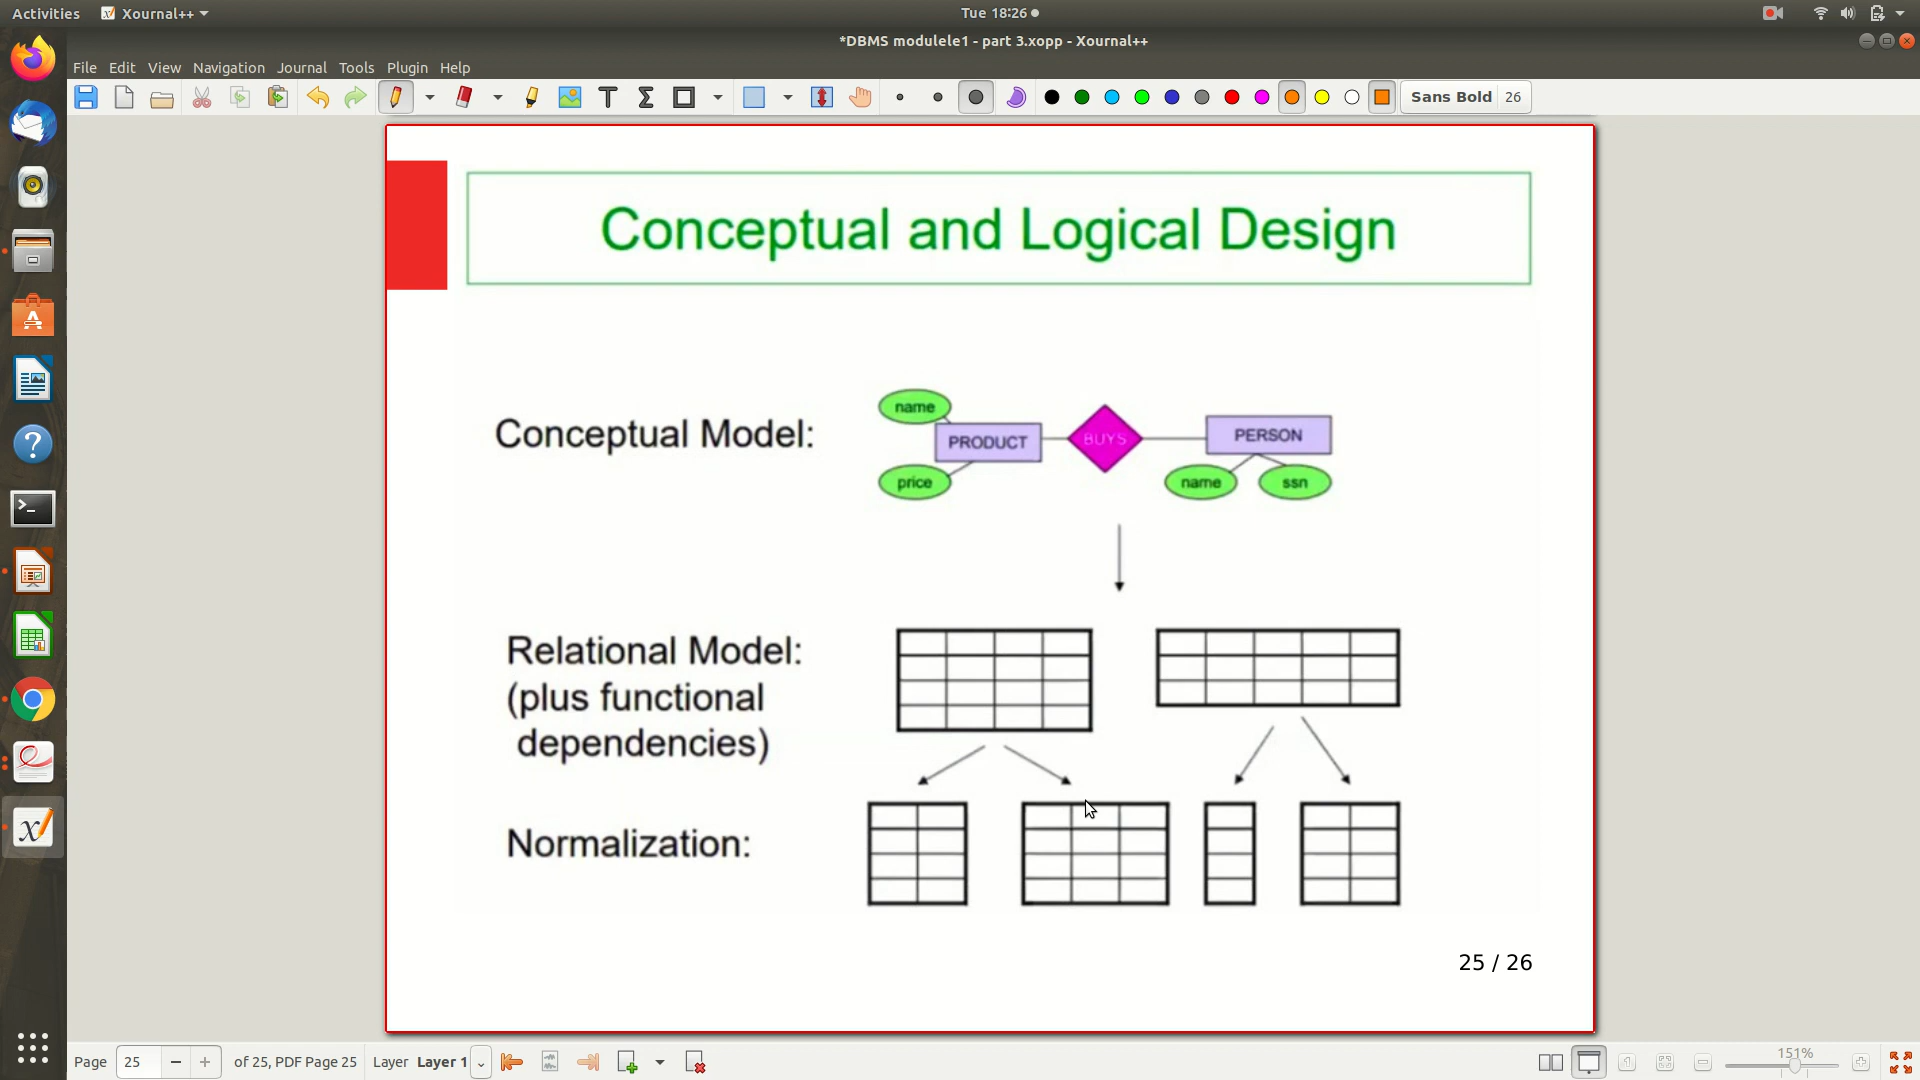 Activities Xournal++ Tue 18:26
*DBMS modulele1 - part 3.xopp - Xournal++
File Edit View Navigation Journal Tools Plugin Help
Sans Bold 26
Conceptual and Logical Design
Conceptual Model:
name
PRODUCT
price
BUYS
PERSON
name
ssn
Relational Model:
(plus functional
dependencies)
Normalization:
25 / 26
Page 25 of 25, PDF Page 25 Layer Layer 1 151%